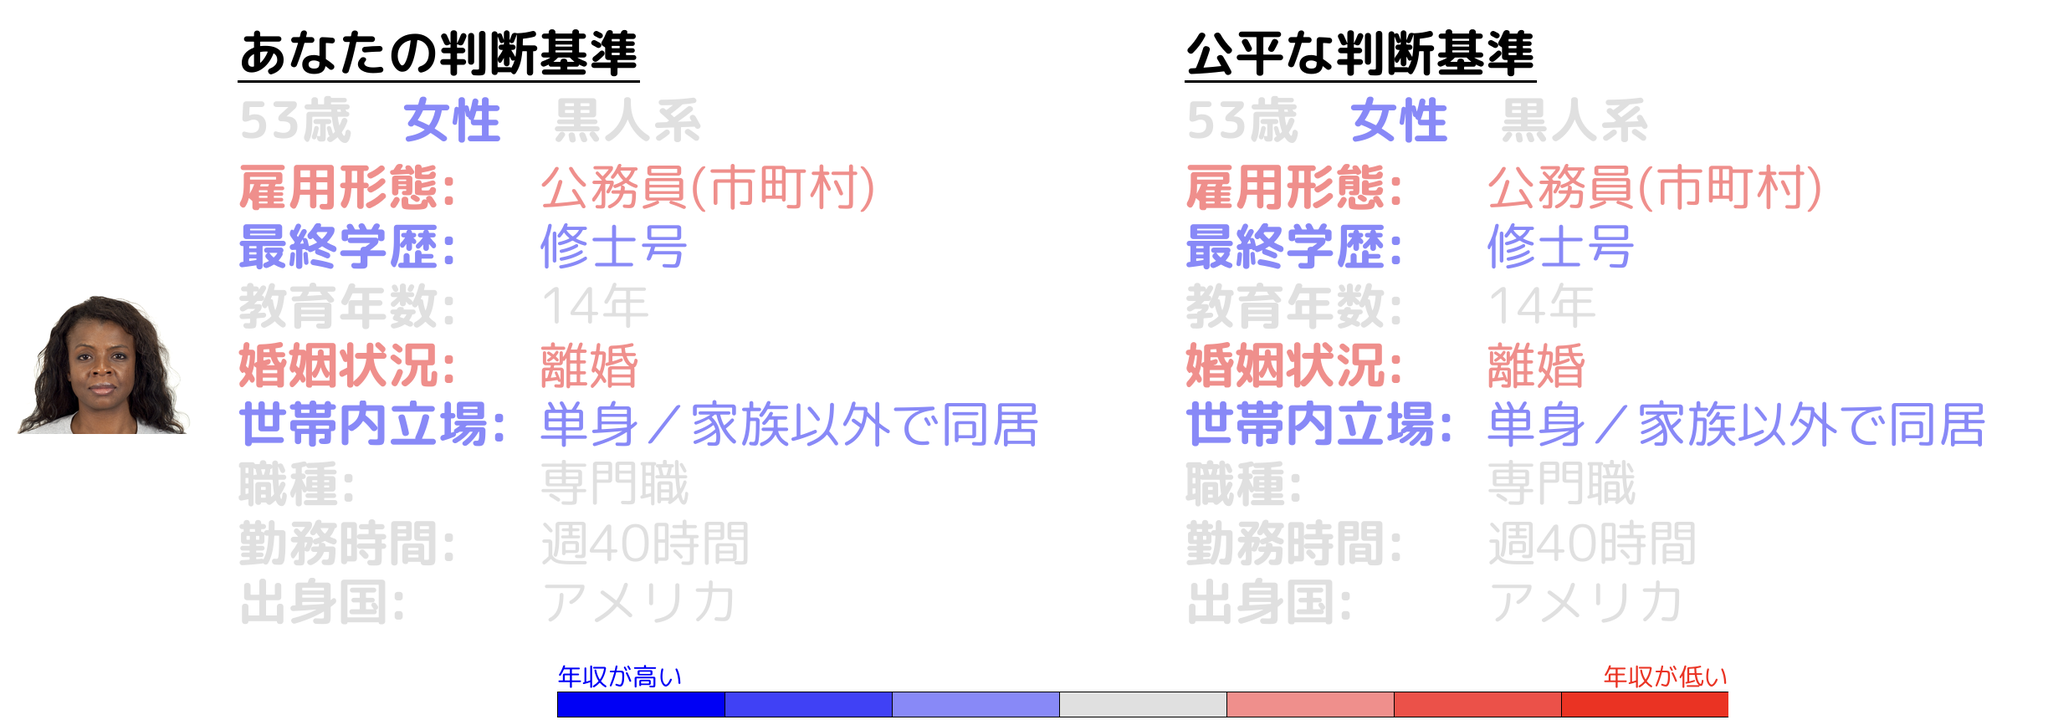 あなたの判断基準
53歳 女性 黒人系
雇用形態: 公務員(市町村)
最終学歴: 修士号
教育年数: 14年
婚姻状況: 離婚
世帯内立場: 単身／家族以外で同居
職種: 専門職
勤務時間: 週40時間
出身国: アメリカ
公平な判断基準
53歳 女性 黒人系
雇用形態: 公務員(市町村)
最終学歴: 修士号
教育年数: 14年
婚姻状況: 離婚
世帯内立場: 単身／家族以外で同居
職種: 専門職
勤務時間: 週40時間
出身国: アメリカ
年収が高い
年収が低い